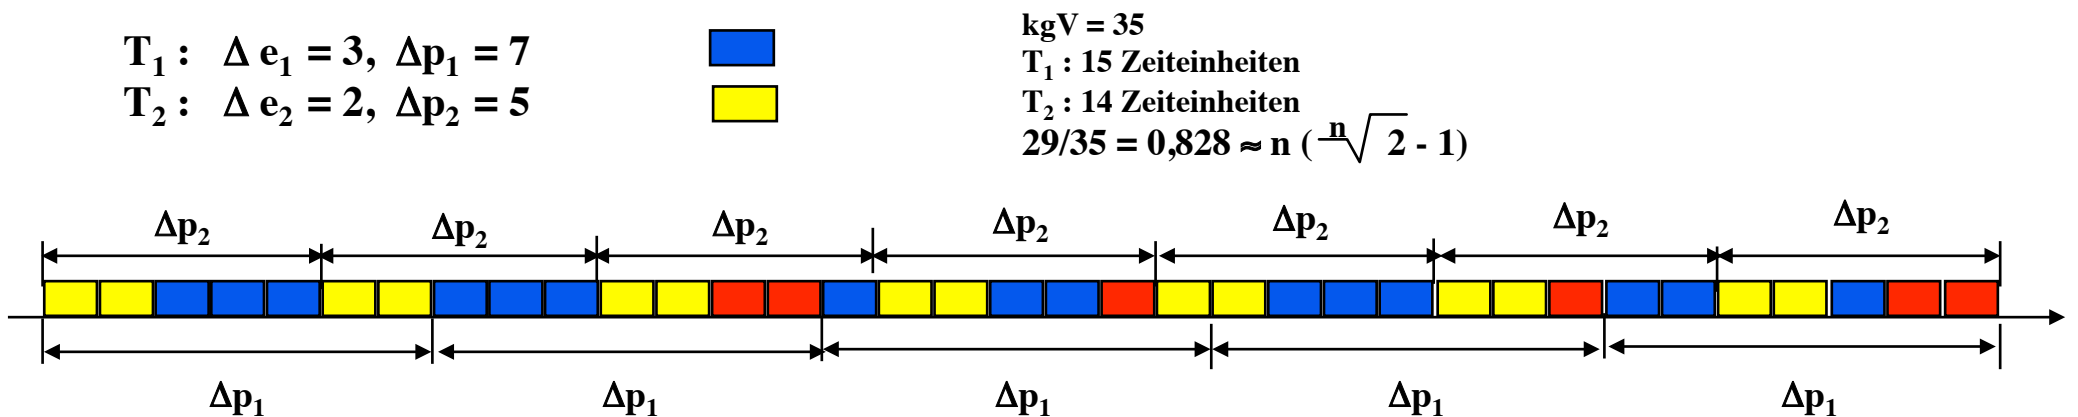 T₁ : Δ e₁ = 3, Δp₁ = 7
T₂ : Δ e₂ = 2, Δp₂ = 5
kgV = 35
T₁ : 15 Zeiteinheiten
T₂ : 14 Zeiteinheiten
29/35 = 0,828 ≈ n ( ⁿ√2 - 1)
Δp₂ Δp₂ Δp₂ Δp₂ Δp₂ Δp₂ Δp₂
Δp₁ Δp₁ Δp₁ Δp₁ Δp₁